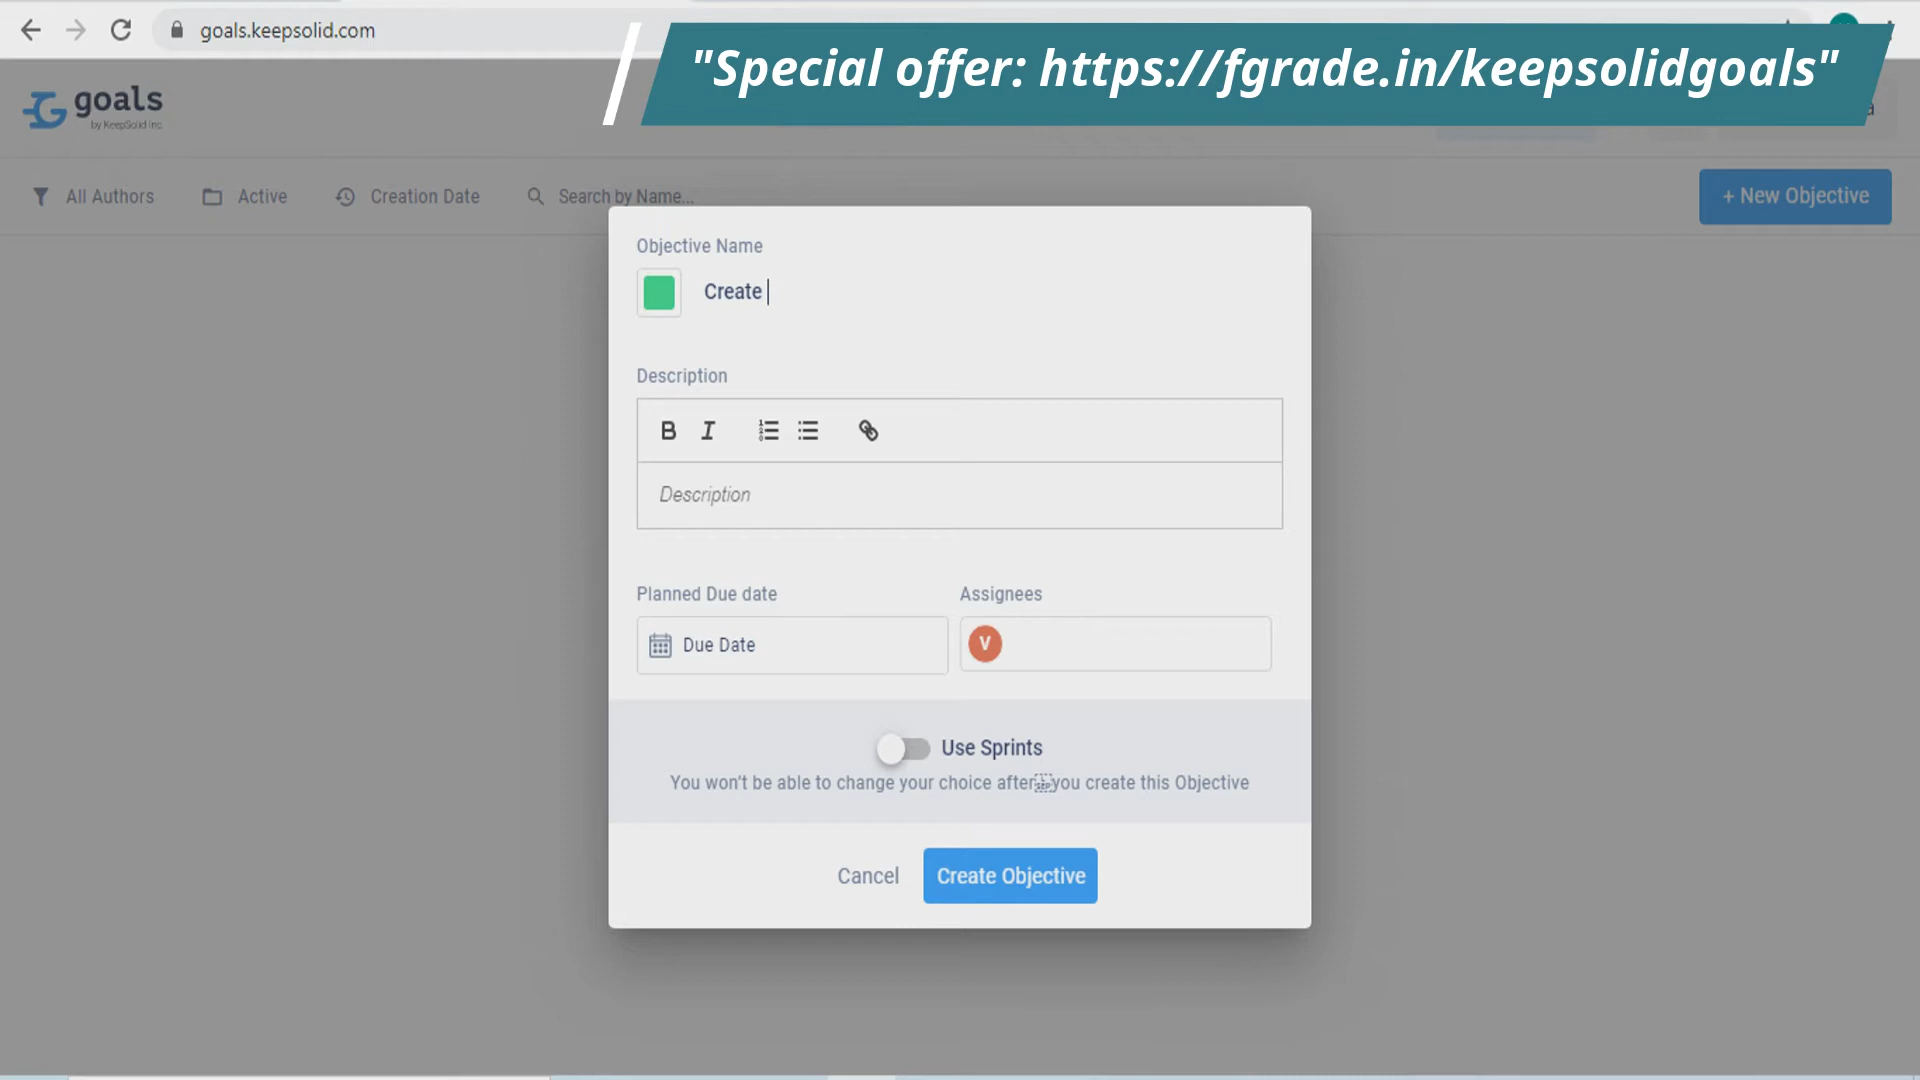 goals.keepsolid.com
"Special offer: https://fgrade.in/keepsolidgoals"
goals
by KeepSolid Inc.
All Authors
Active
Creation Date
Search by Name...
+ New Objective
Objective Name
Create
Description
B I
Description
Planned Due date
Assignees
Due Date
V
Use Sprints
You won't be able to change your choice after you create this Objective
Cancel
Create Objective